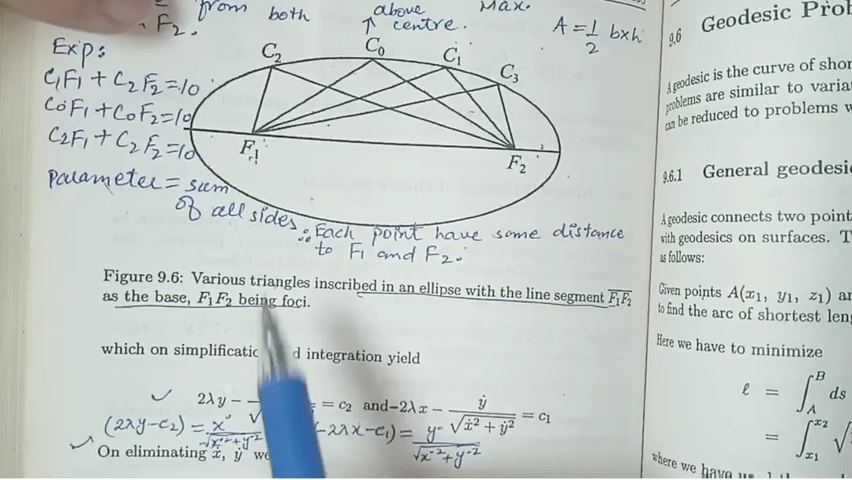 from both
above
Max.
F₂.
↑ centre.
A = 1/2 b×h
Exp:
C₁F₁ + C₂F₂ = 10
C₀F₁ + C₀F₂ = 10
C₂F₁ + C₂F₂ = 10
Parameter = sum
of all sides
∵ Each point have same distance
to F₁ and F₂.
C₂
C₀
C₁
C₃
F₁
F₂
Figure 9.6: Various triangles inscribed in an ellipse with the line segment F₁F₂
as the base, F₁F₂ being foci.
which on simplificatio d integration yield
2λy − = c₂ and −2λx − ẏ/√(ẋ² + ẏ²) = c₁
(2λy − c₂) = x°/√(x°² + y°²) −2λx − c₁) = y°/√(x°² + y°²)
On eliminating ẋ, ẏ w
9.6 Geodesic Prob
A geodesic is the curve of shor
problems are similar to varia
can be reduced to problems w
9.6.1 General geodesi
A geodesic connects two point
with geodesics on surfaces. T
as follows:
Given points A(x₁, y₁, z₁) an
to find the arc of shortest len
Here we have to minimize
ℓ = ∫_A^B ds
= ∫_{x₁}^{x₂} √
where we have